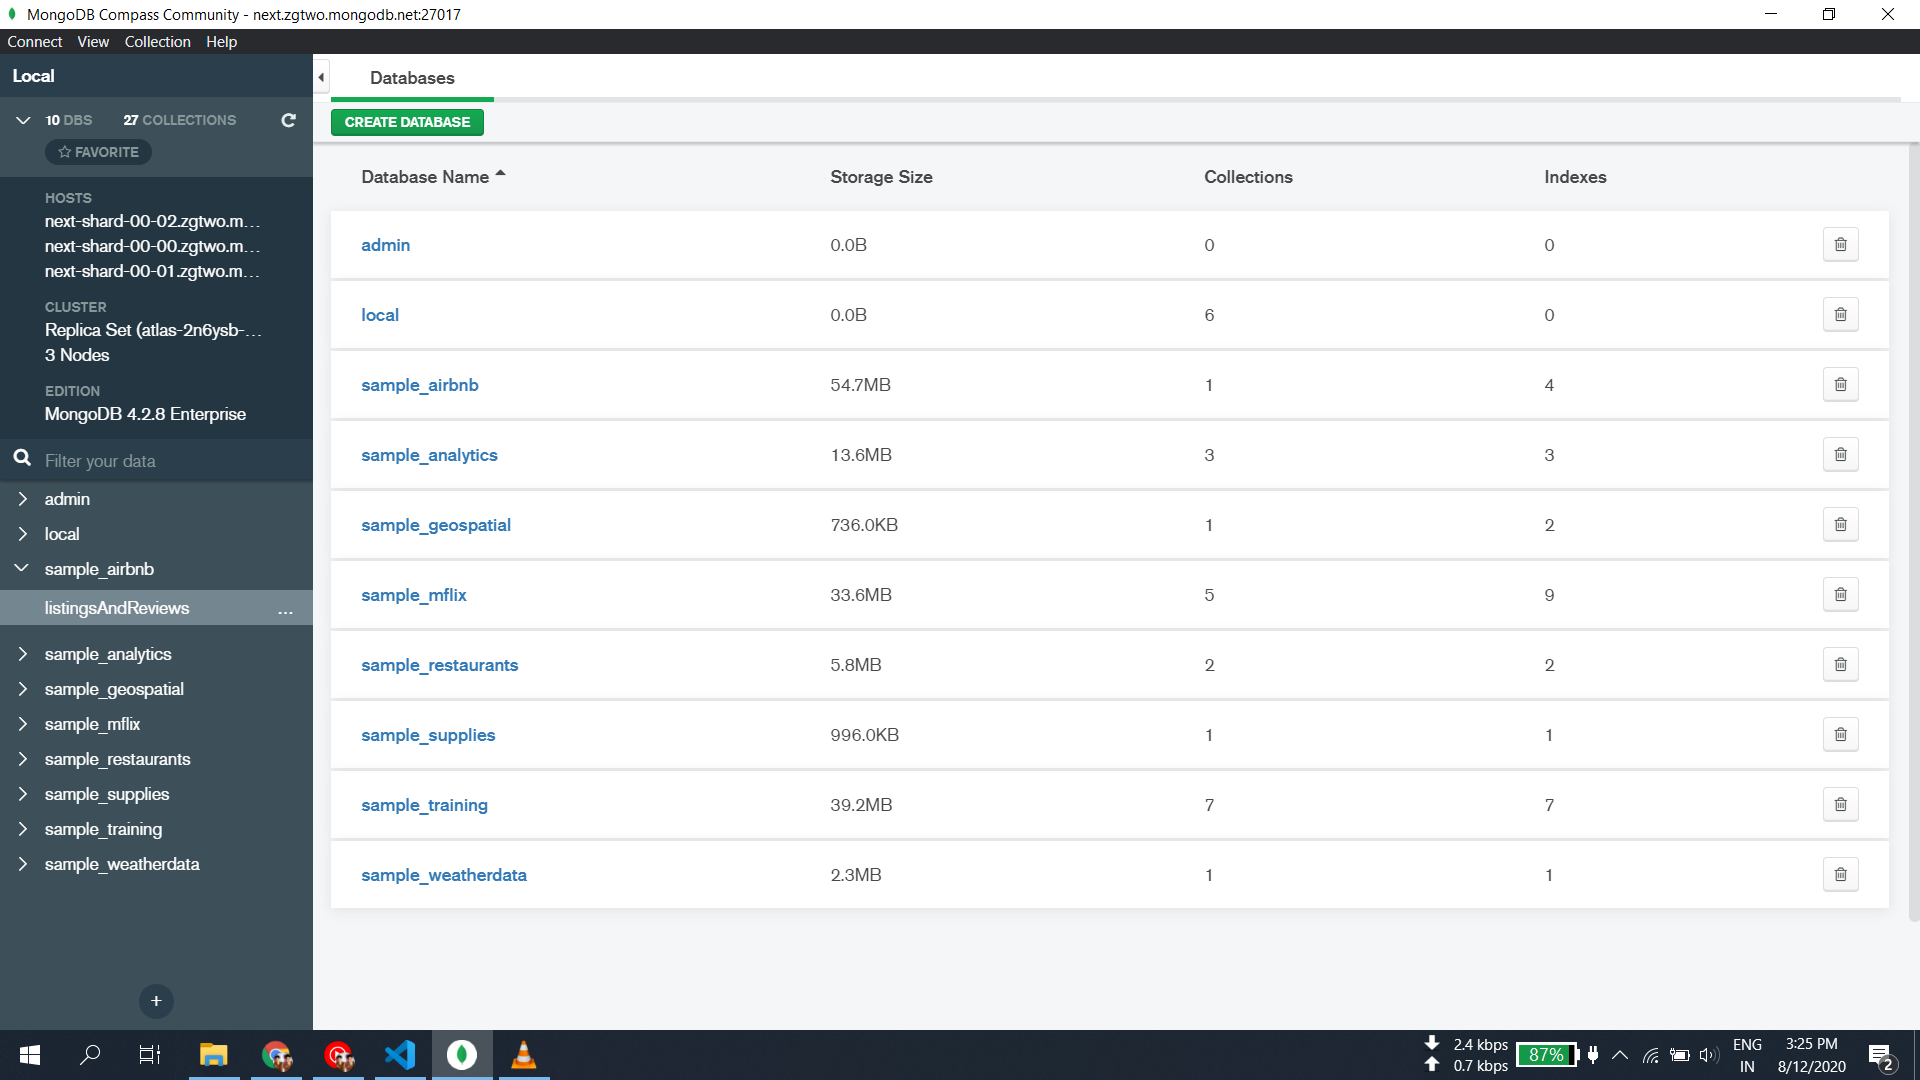 MongoDB Compass Community - next.zgtwo.mongodb.net:27017
Connect View Collection Help
Local
10 DBS 27 COLLECTIONS
FAVORITE
HOSTS
next-shard-00-02.zgtwo.m...
next-shard-00-00.zgtwo.m...
next-shard-00-01.zgtwo.m...
CLUSTER
Replica Set (atlas-2n6ysb-...
3 Nodes
EDITION
MongoDB 4.2.8 Enterprise
Filter your data
admin
local
sample_airbnb
listingsAndReviews ...
sample_analytics
sample_geospatial
sample_mflix
sample_restaurants
sample_supplies
sample_training
sample_weatherdata
+
Databases
CREATE DATABASE
Database Name Storage Size Collections Indexes
admin 0.0B 0 0
local 0.0B 6 0
sample_airbnb 54.7MB 1 4
sample_analytics 13.6MB 3 3
sample_geospatial 736.0KB 1 2
sample_mflix 33.6MB 5 9
sample_restaurants 5.8MB 2 2
sample_supplies 996.0KB 1 1
sample_training 39.2MB 7 7
sample_weatherdata 2.3MB 1 1
2.4 kbps
0.7 kbps
87%
ENG
IN
3:25 PM
8/12/2020
2